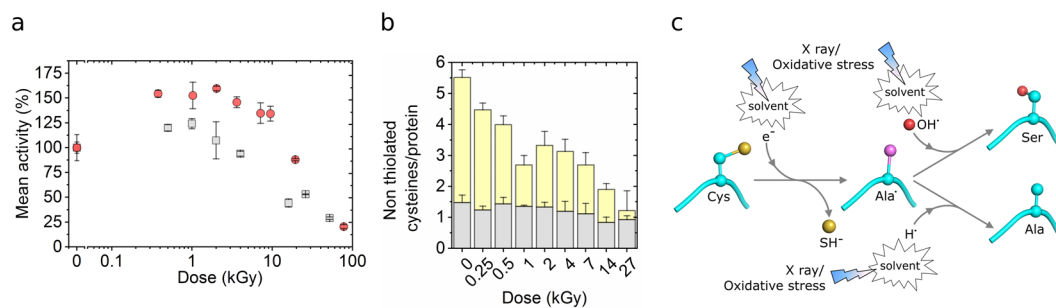 a
Mean activity (%)
175
150
125
100
75
50
25
0
0
0.1
1
10
100
Dose (kGy)
b
Non thiolated
cysteines/protein
6
5
4
3
2
1
0
0
0.25
0.5
1
2
4
7
14
27
Dose (kGy)
c
X ray/
Oxidative stress
solvent
X ray/
Oxidative stress
solvent
e⁻
OH•
Ser
Cys
Ala•
SH⁻
H•
Ala
X ray/
Oxidative stress
solvent